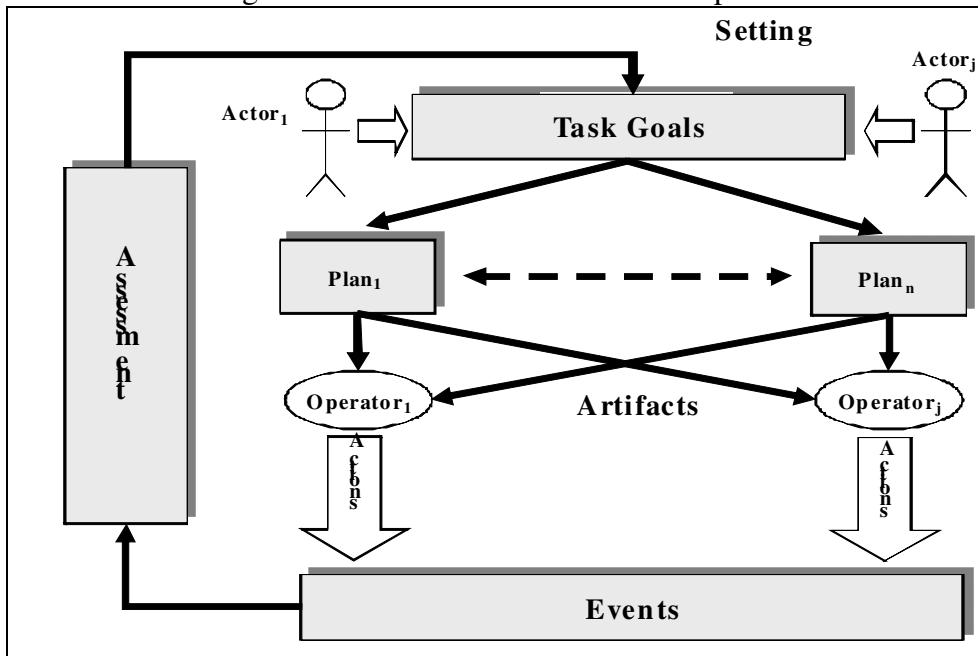 Setting
Actor₁
Actorⱼ
Task Goals
Assessment
Plan₁
Planₙ
Operator₁
Artifacts
Operatorⱼ
Actions
Actions
Events